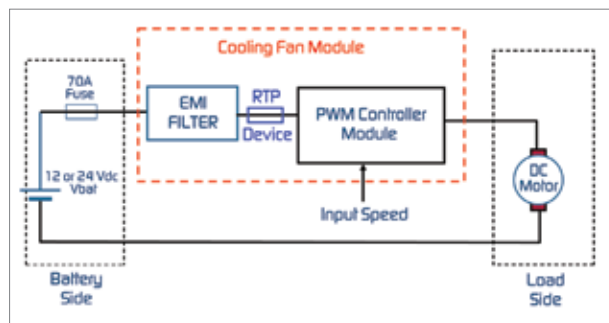 Cooling Fan Module
70A
Fuse
EMI
FILTER
RTP
Device
PWM Controller
Module
12 or 24 Vdc
Vbat
Input Speed
DC
Motor
Battery
Side
Load
Side